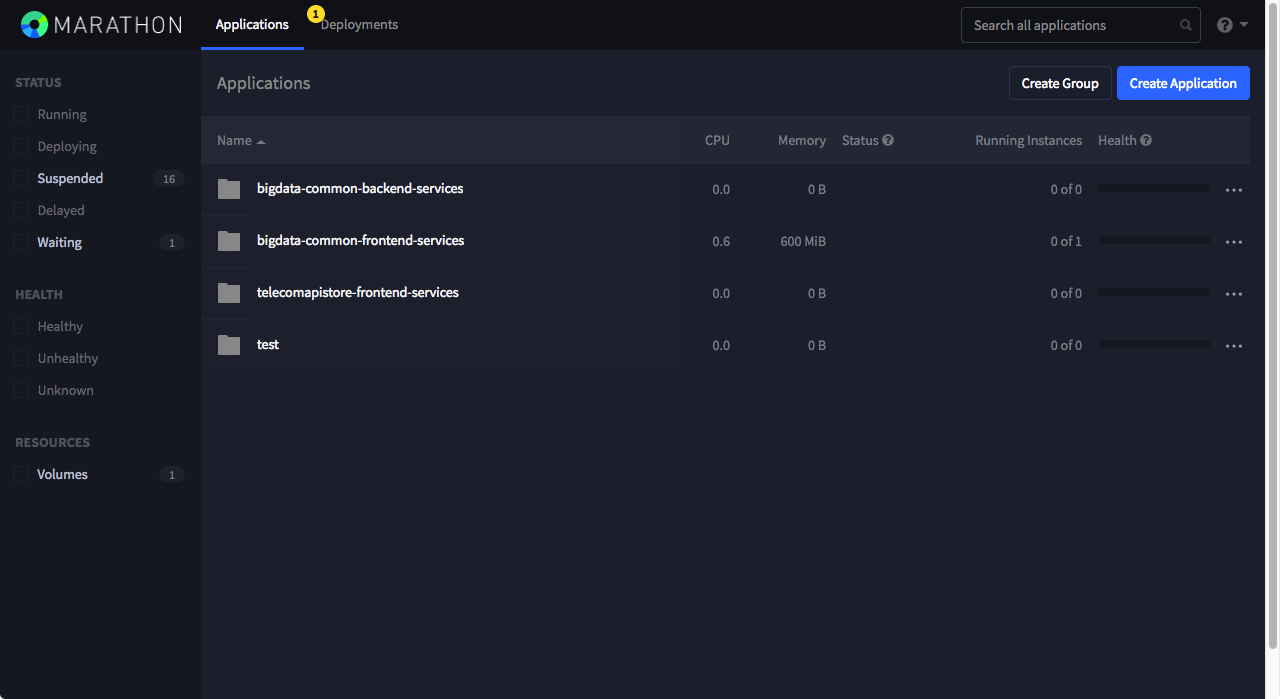 MARATHON
Applications
1
Deployments
Search all applications
?
STATUS
Running
Deploying
Suspended 16
Delayed
Waiting 1
HEALTH
Healthy
Unhealthy
Unknown
RESOURCES
Volumes 1
Applications
Create Group
Create Application
Name CPU Memory Status ? Running Instances Health ?
bigdata-common-backend-services 0.0 0 B 0 of 0
bigdata-common-frontend-services 0.6 600 MiB 0 of 1
telecomapistore-frontend-services 0.0 0 B 0 of 0
test 0.0 0 B 0 of 0